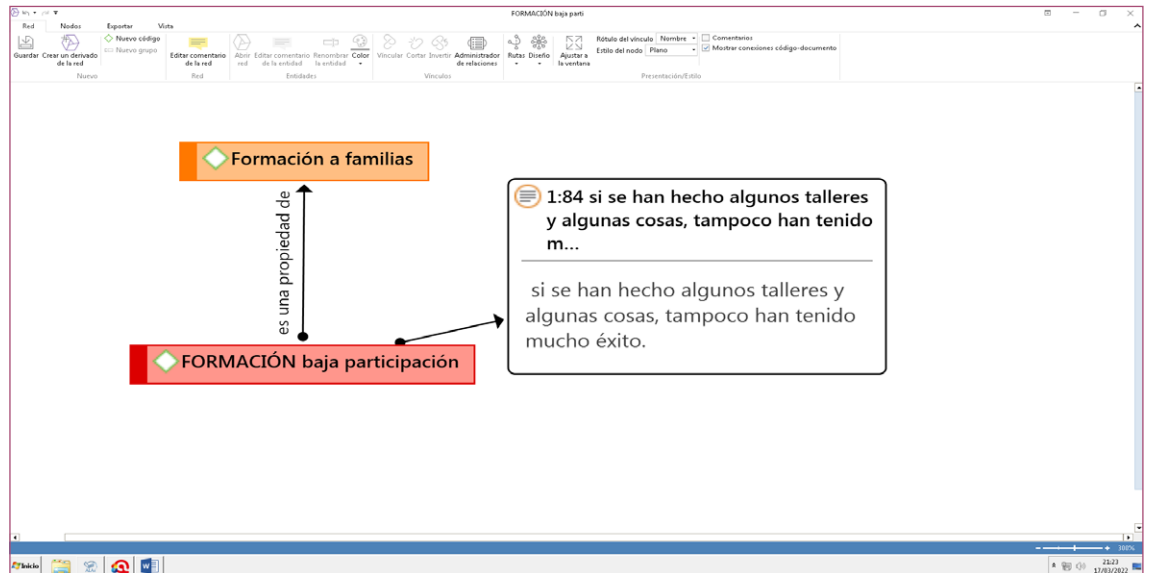 FORMACIÓN baja parti
Red Nodos Exportar Vista
Guardar
Crear un derivado de la red
Nuevo código
Nuevo grupo
Editar comentario de la red
Abrir red
Editar comentario de la entidad
Renombrar la entidad
Color
Vincular
Cortar
Invertir
Administrador de relaciones
Rutas
Diseño
Ajustar a la ventana
Rótulo del vínculo Nombre
Estilo del nodo Plano
Comentarios
Mostrar conexiones código-documento
Nuevo Red Entidades Vínculos Presentación/Estilo
Formación a familias
es una propiedad de
FORMACIÓN baja participación
1:84 si se han hecho algunos talleres
y algunas cosas, tampoco han tenido
m...
si se han hecho algunos talleres y
algunas cosas, tampoco han tenido
mucho éxito.
300%
Inicio
21:23
17/03/2022